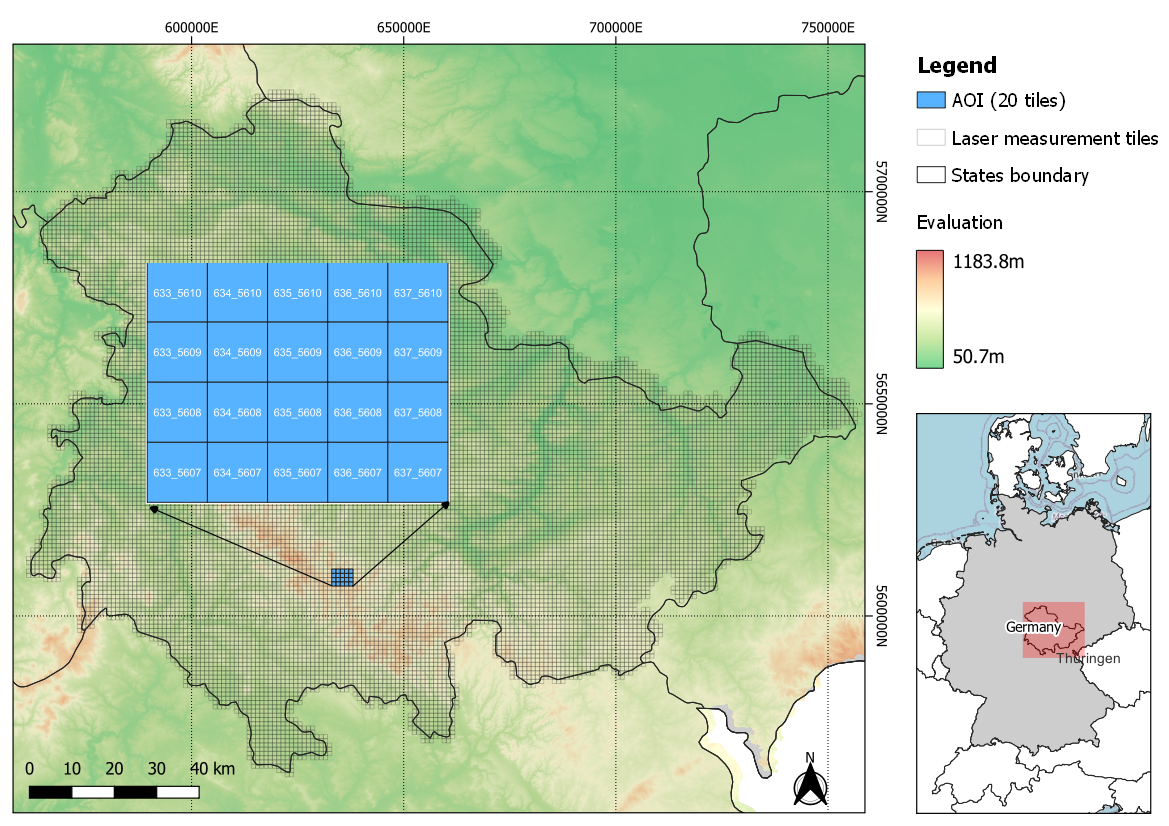 600000E 650000E 700000E 750000E
5700000N
5650000N
5600000N
633_5610 634_5610 635_5610 636_5610 637_5610
633_5609 634_5609 635_5609 636_5609 637_5609
633_5608 634_5608 635_5608 636_5608 637_5608
633_5607 634_5607 635_5607 636_5607 637_5607
0 10 20 30 40 km
N
Legend
AOI (20 tiles)
Laser measurement tiles
States boundary
Evaluation
1183.8m
50.7m
Germany
Thüringen